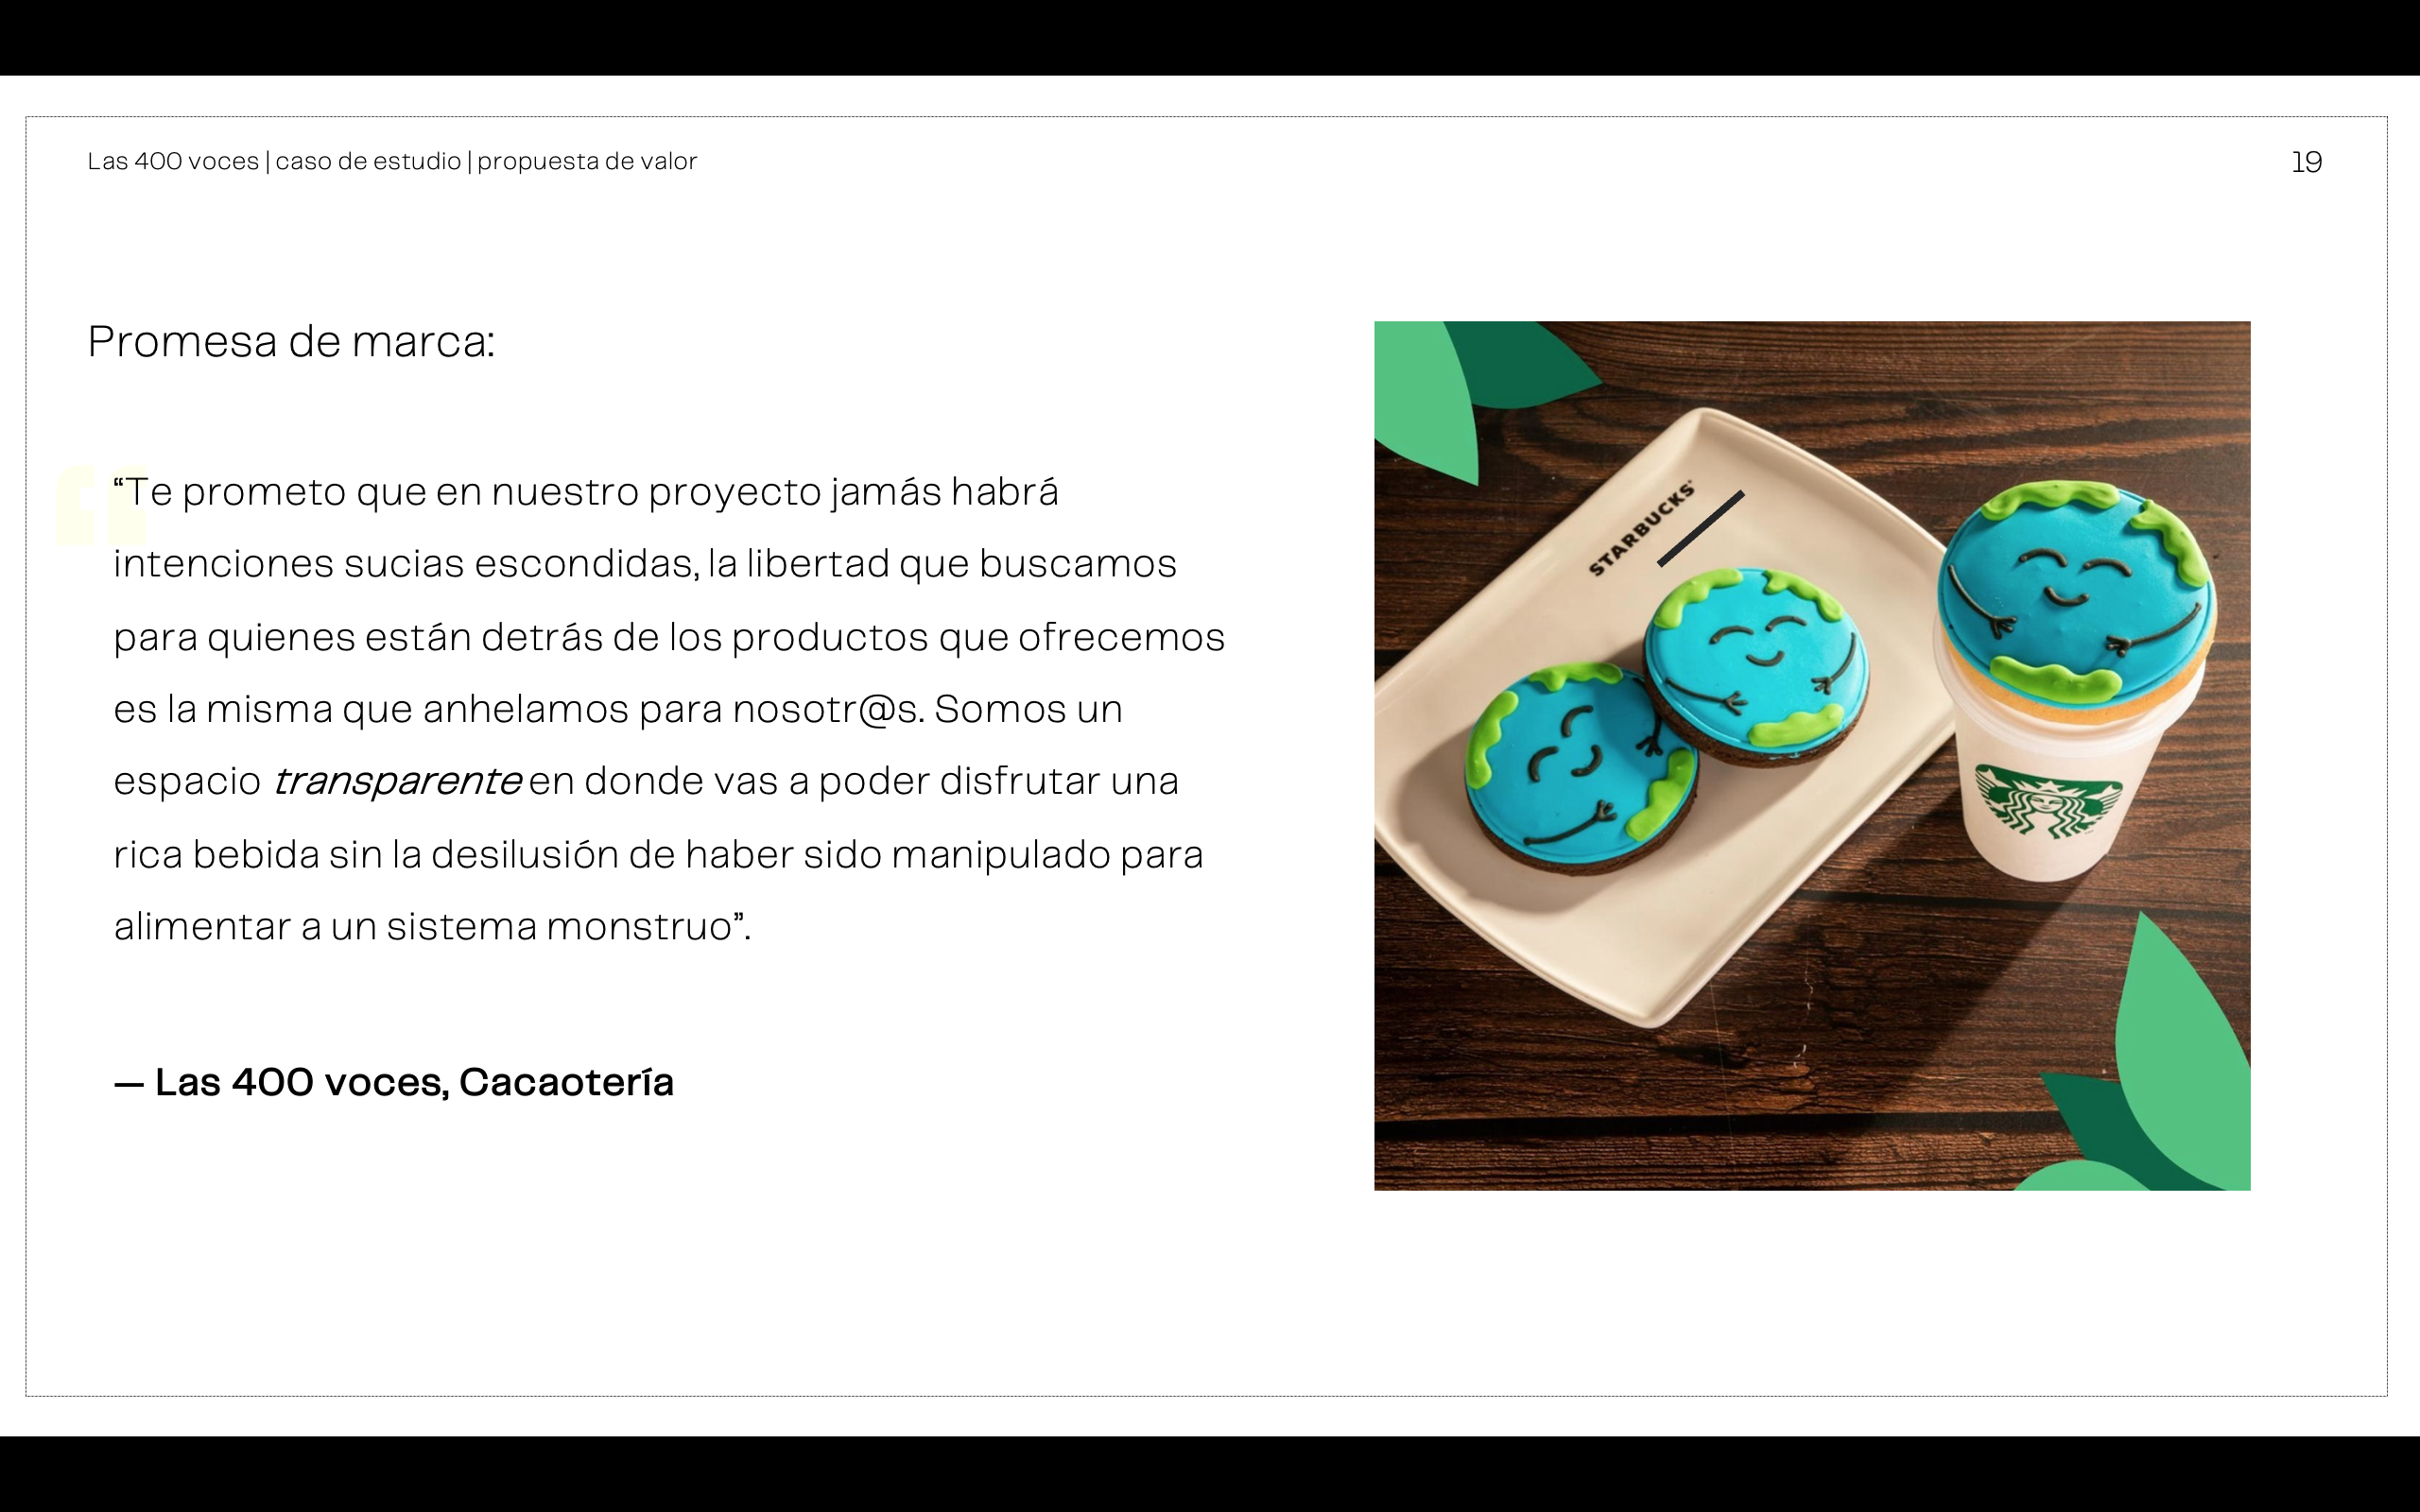 Las 400 voces | caso de estudio | propuesta de valor
19
Promesa de marca:
“Te prometo que en nuestro proyecto jamás habrá
intenciones sucias escondidas, la libertad que buscamos
para quienes están detrás de los productos que ofrecemos
es la misma que anhelamos para nosotr@s. Somos un
espacio transparente en donde vas a poder disfrutar una
rica bebida sin la desilusión de haber sido manipulado para
alimentar a un sistema monstruo”.
— Las 400 voces, Cacaotería
STARBUCKS